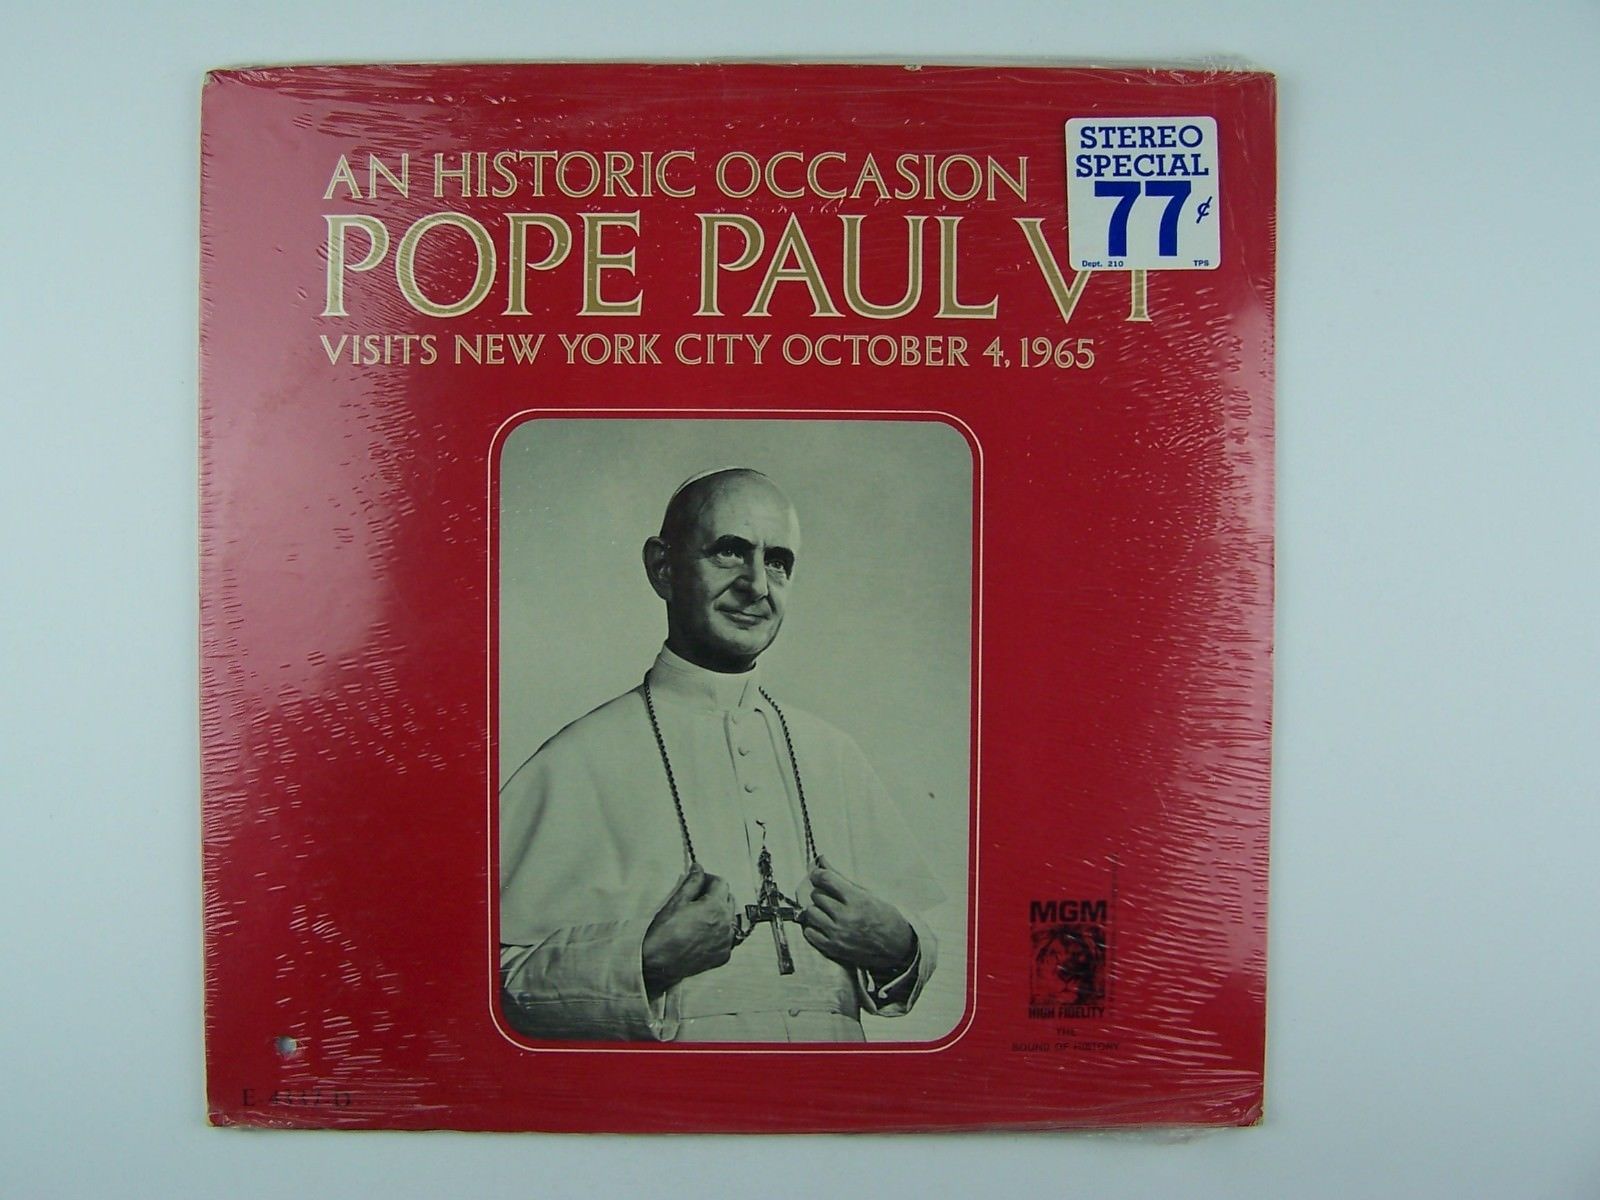 AN HISTORIC OCCASION
POPE PAUL VI
VISITS NEW YORK CITY OCTOBER 4, 1965
STEREO
SPECIAL
77¢
Dept. 210 TPS
MGM
HIGH FIDELITY
THE
SOUND OF HISTORY